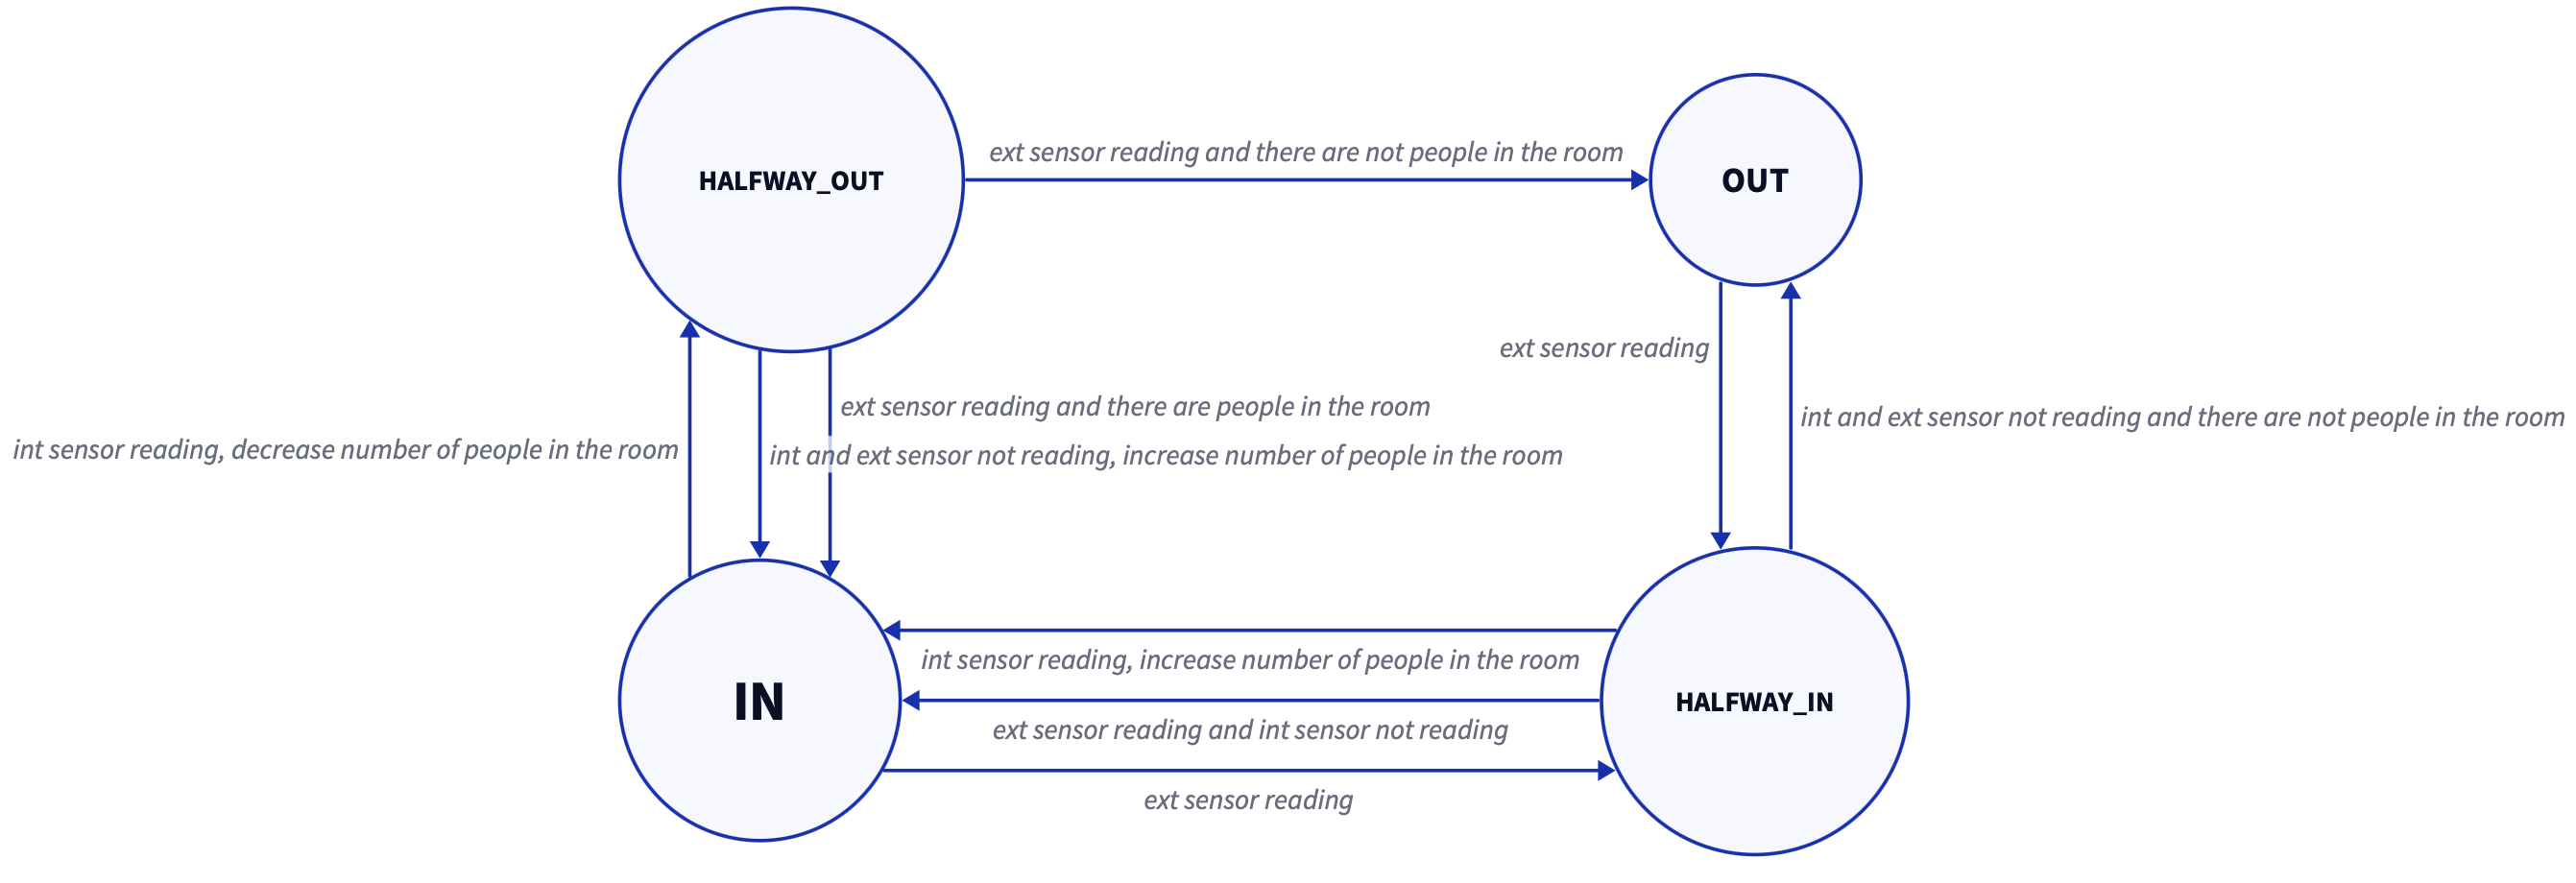 ext sensor reading and there are not people in the room
HALFWAY_OUT
OUT
ext sensor reading
ext sensor reading and there are people in the room
int and ext sensor not reading and there are not people in the room
int sensor reading, decrease number of people in the room
int and ext sensor not reading, increase number of people in the room
int sensor reading, increase number of people in the room
IN
HALFWAY_IN
ext sensor reading and int sensor not reading
ext sensor reading